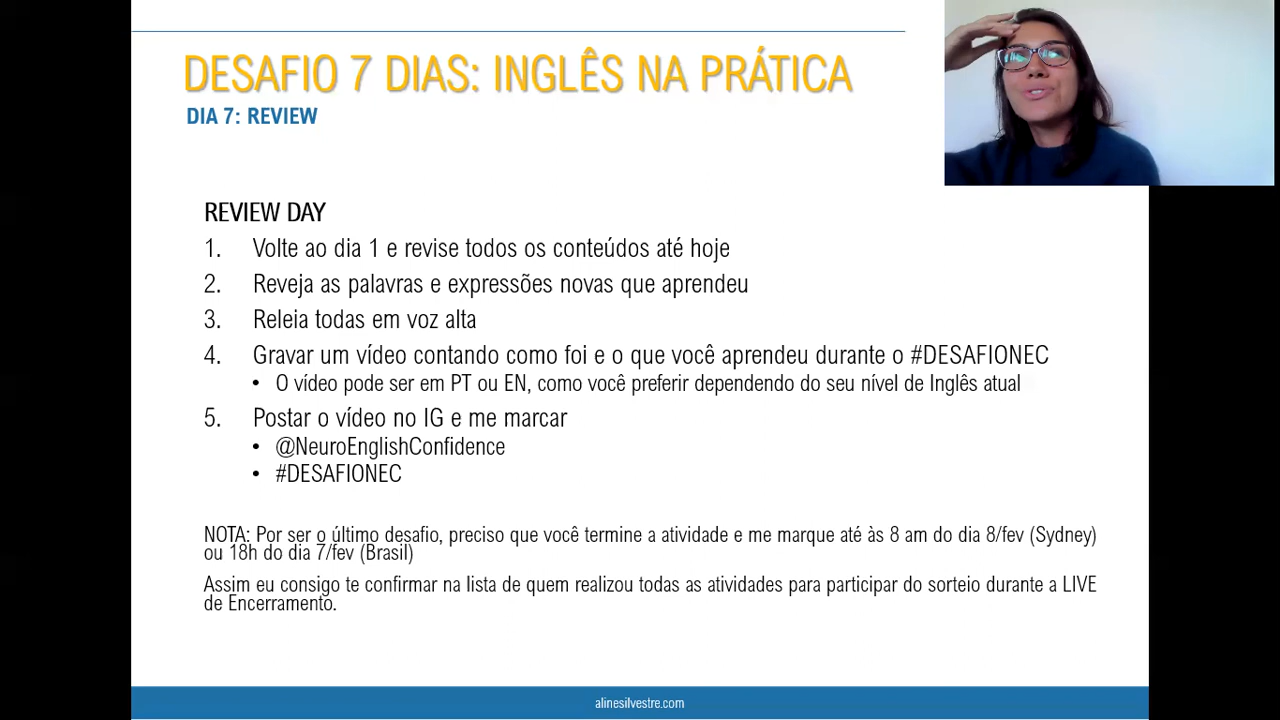 DESAFIO 7 DIAS: INGLÊS NA PRÁTICA
DIA 7: REVIEW
REVIEW DAY
1. Volte ao dia 1 e revise todos os conteúdos até hoje
2. Reveja as palavras e expressões novas que aprendeu
3. Releia todas em voz alta
4. Gravar um vídeo contando como foi e o que você aprendeu durante o #DESAFIONEC
• O vídeo pode ser em PT ou EN, como você preferir dependendo do seu nível de Inglês atual
5. Postar o vídeo no IG e me marcar
• @NeuroEnglishConfidence
• #DESAFIONEC
NOTA: Por ser o último desafio, preciso que você termine a atividade e me marque até às 8 am do dia 8/fev (Sydney)
ou 18h do dia 7/fev (Brasil)
Assim eu consigo te confirmar na lista de quem realizou todas as atividades para participar do sorteio durante a LIVE
de Encerramento.
alinesilvestre.com